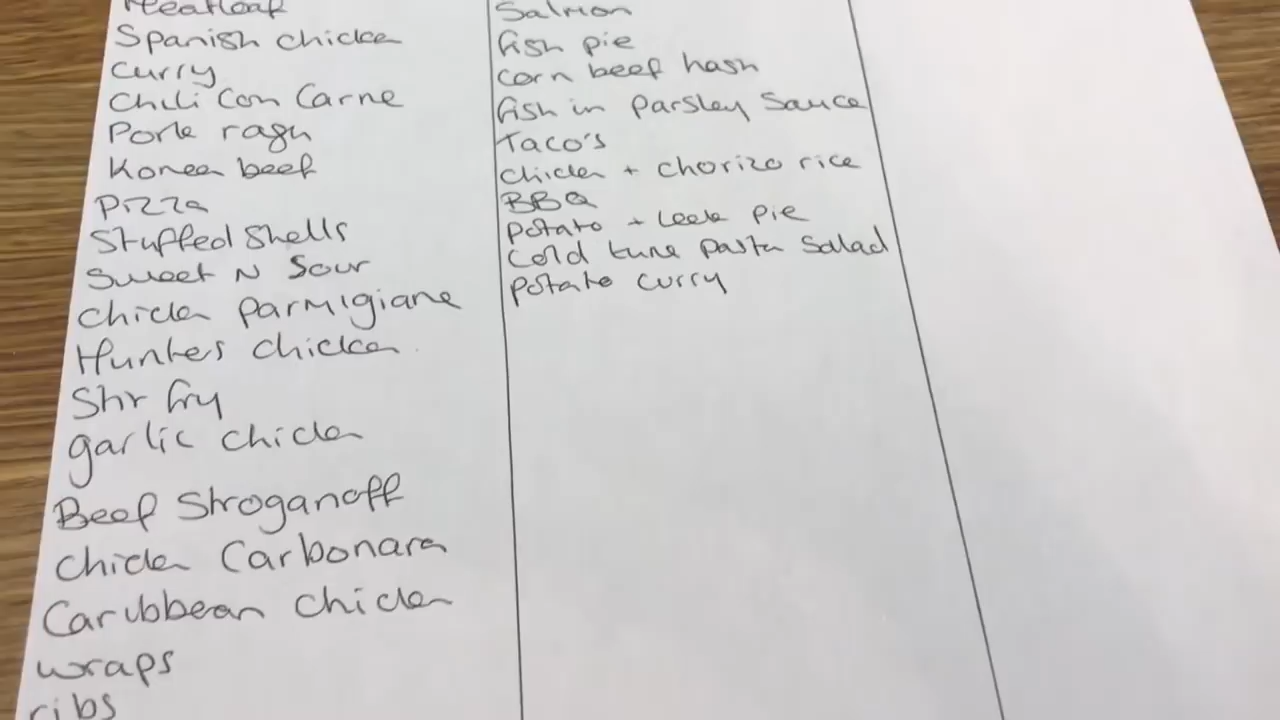 Meatloaf
Spanish chicken
Curry
Chili Con Carne
Pork ragu
Korean beef
Pizza
Stuffed Shells
Sweet N Sour
Chicken Parmigiane
Hunters chicken
Stir fry
garlic chicken
Beef Stroganoff
Chicken Carbonara
Caribbean Chicken
wraps
ribs
Salmon
fish pie
corn beef hash
fish in Parsley Sauce
Taco's
chicken + chorizo rice
BBQ
potato + Leek pie
Cold tuna pasta Salad
potato curry